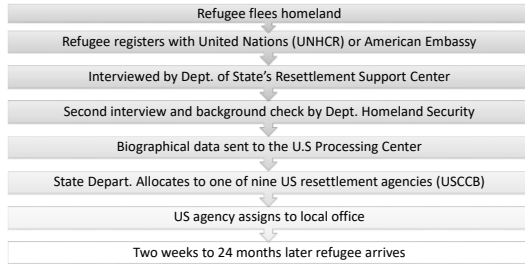 Refugee flees homeland
Refugee registers with United Nations (UNHCR) or American Embassy
Interviewed by Dept. of State's Resettlement Support Center
Second interview and background check by Dept. Homeland Security
Biographical data sent to the U.S Processing Center
State Depart. Allocates to one of nine US resettlement agencies (USCCB)
US agency assigns to local office
Two weeks to 24 months later refugee arrives